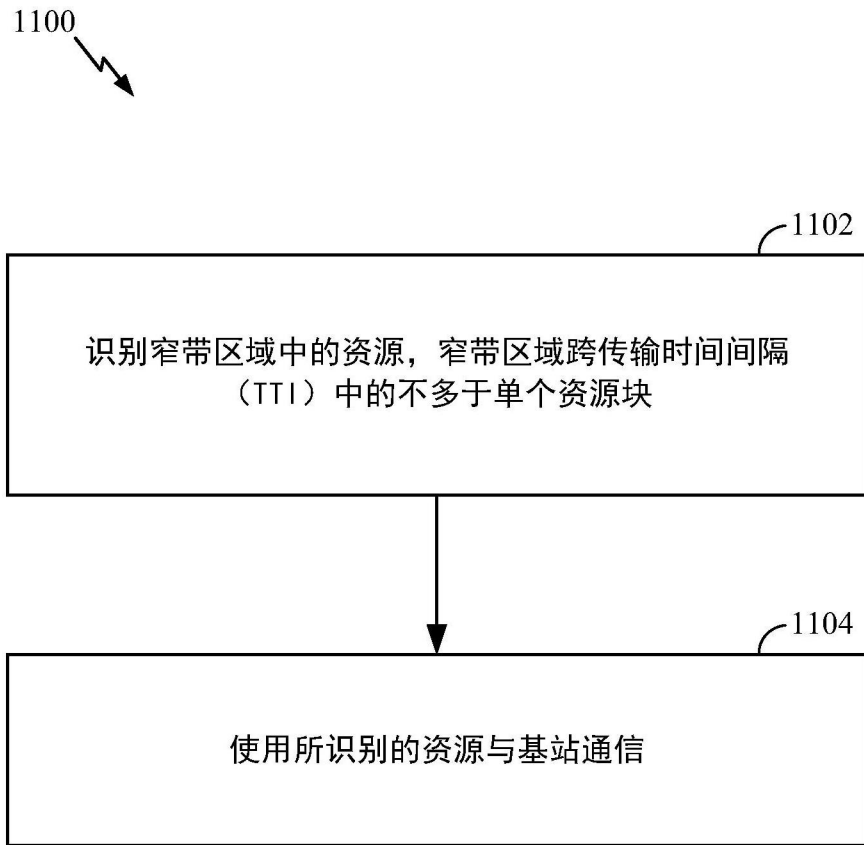 1100
1102
识别窄带区域中的资源，窄带区域跨传输时间间隔
（TTI）中的不多于单个资源块
1104
使用所识别的资源与基站通信